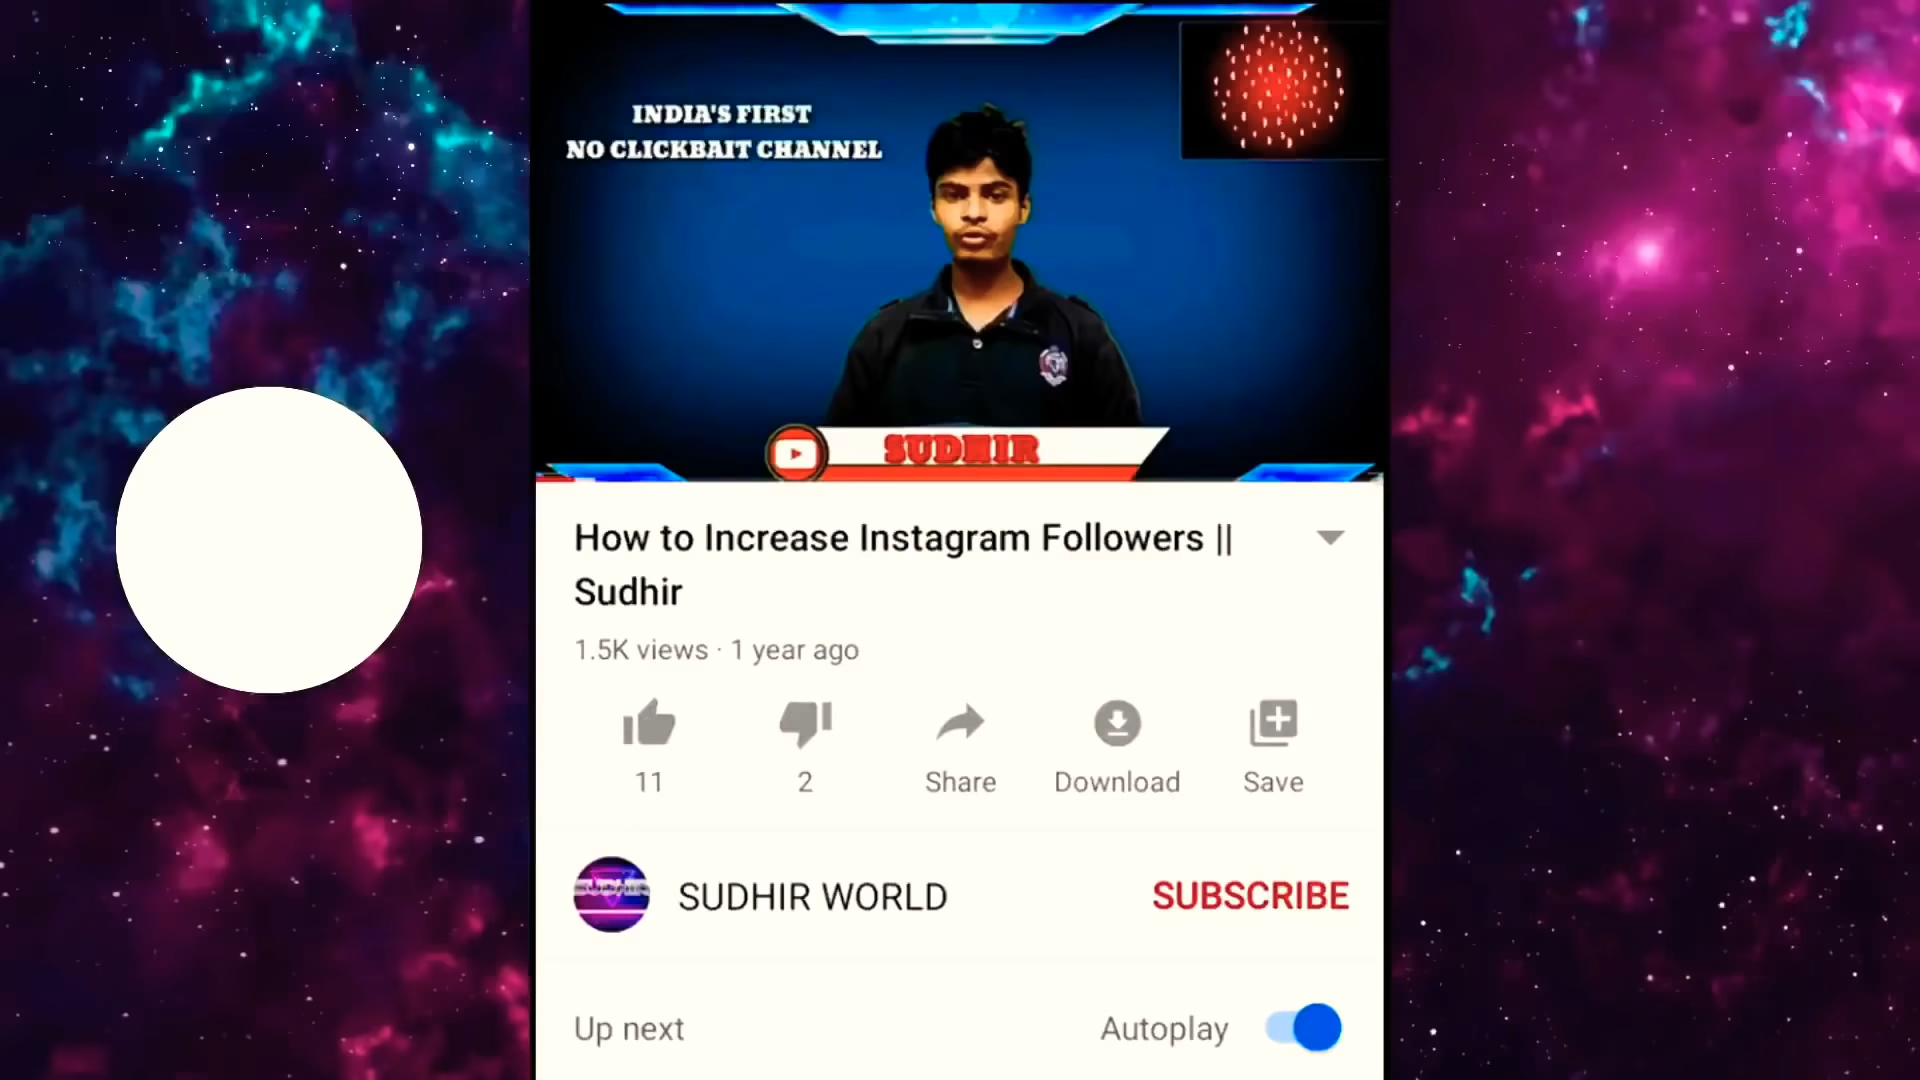 INDIA'S FIRST
NO CLICKBAIT CHANNEL
SUDHIR
How to Increase Instagram Followers ||
Sudhir
1.5K views · 1 year ago
11
2
Share
Download
Save
SUDHIR
SUDHIR WORLD
SUBSCRIBE
Up next
Autoplay